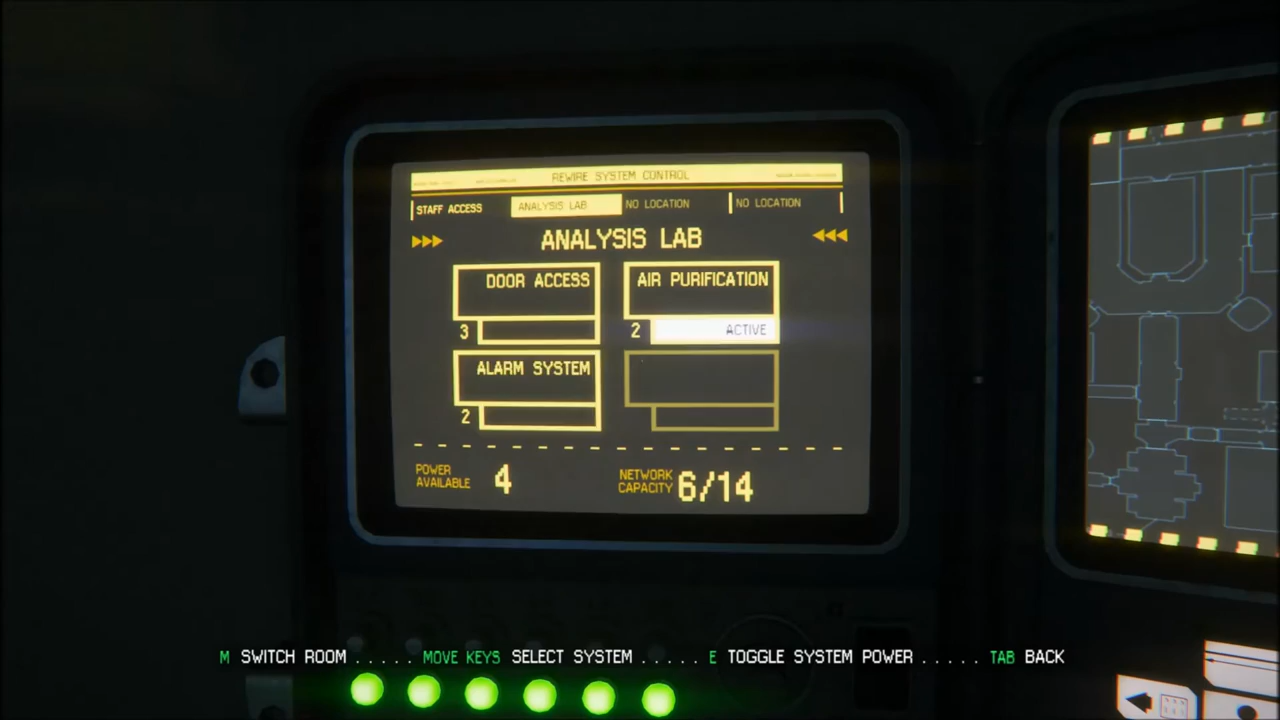 REWIRE SYSTEM CONTROL
STAFF ACCESS ANALYSIS LAB NO LOCATION NO LOCATION
ANALYSIS LAB
DOOR ACCESS AIR PURIFICATION
3 2 ACTIVE
ALARM SYSTEM
2
POWER AVAILABLE 4 NETWORK CAPACITY 6/14
M SWITCH ROOM ..... MOVE KEYS SELECT SYSTEM ..... E TOGGLE SYSTEM POWER ..... TAB BACK